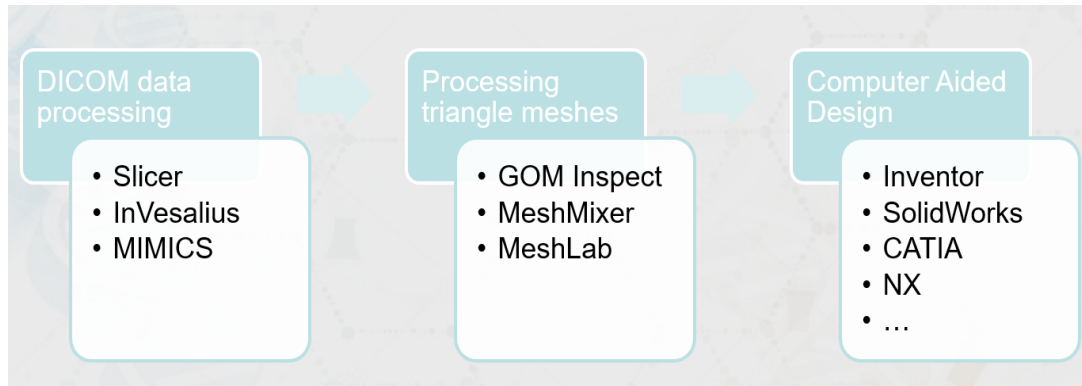 DICOM data
processing
• Slicer
• InVesalius
• MIMICS
Processing
triangle meshes
• GOM Inspect
• MeshMixer
• MeshLab
Computer Aided
Design
• Inventor
• SolidWorks
• CATIA
• NX
• …